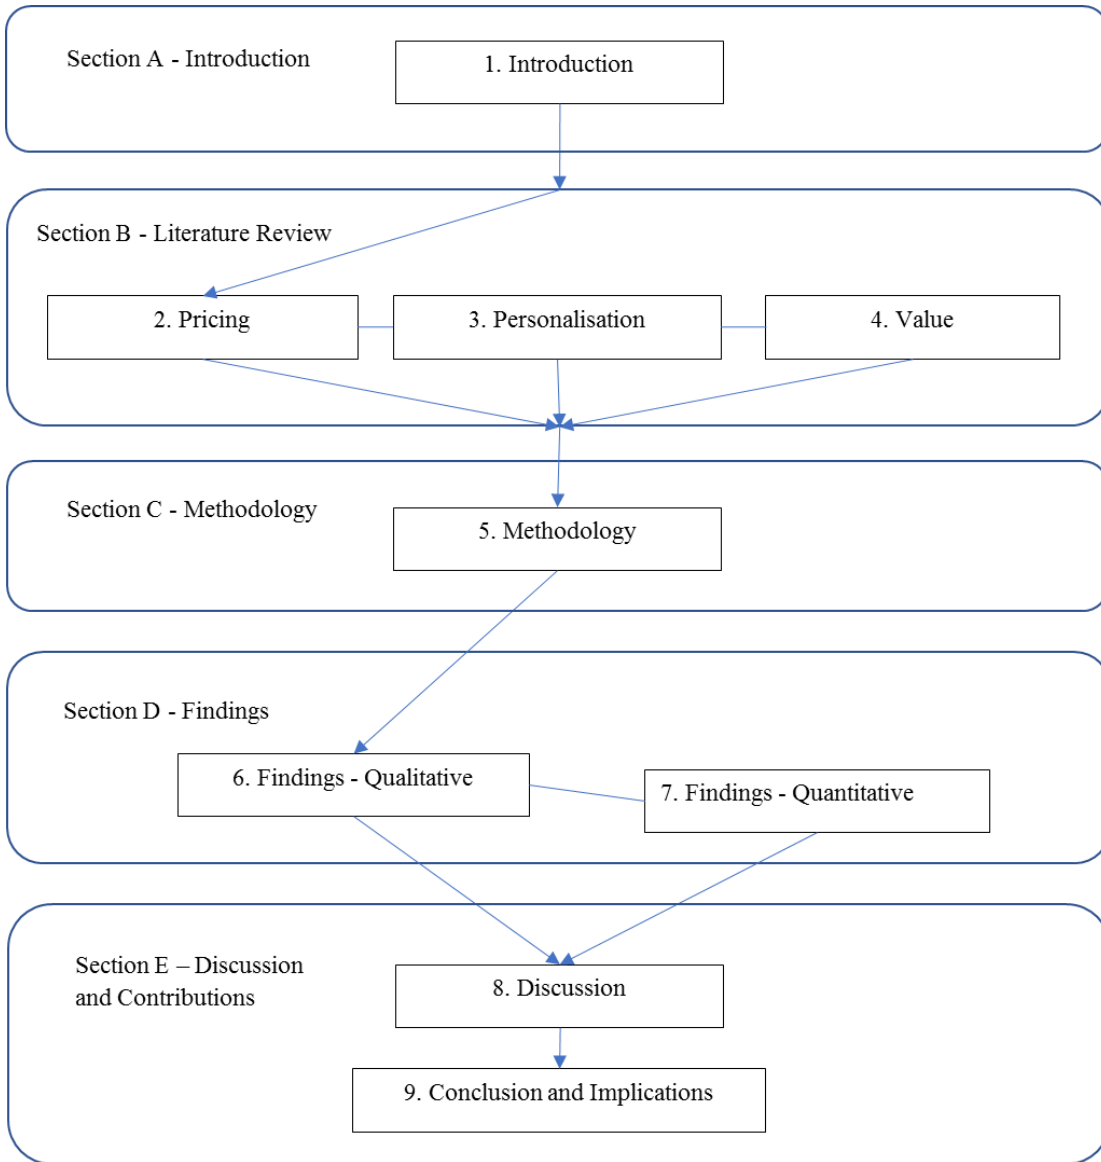 Section A - Introduction
1. Introduction
Section B - Literature Review
2. Pricing
3. Personalisation
4. Value
Section C - Methodology
5. Methodology
Section D - Findings
6. Findings - Qualitative
7. Findings - Quantitative
Section E – Discussion
and Contributions
8. Discussion
9. Conclusion and Implications